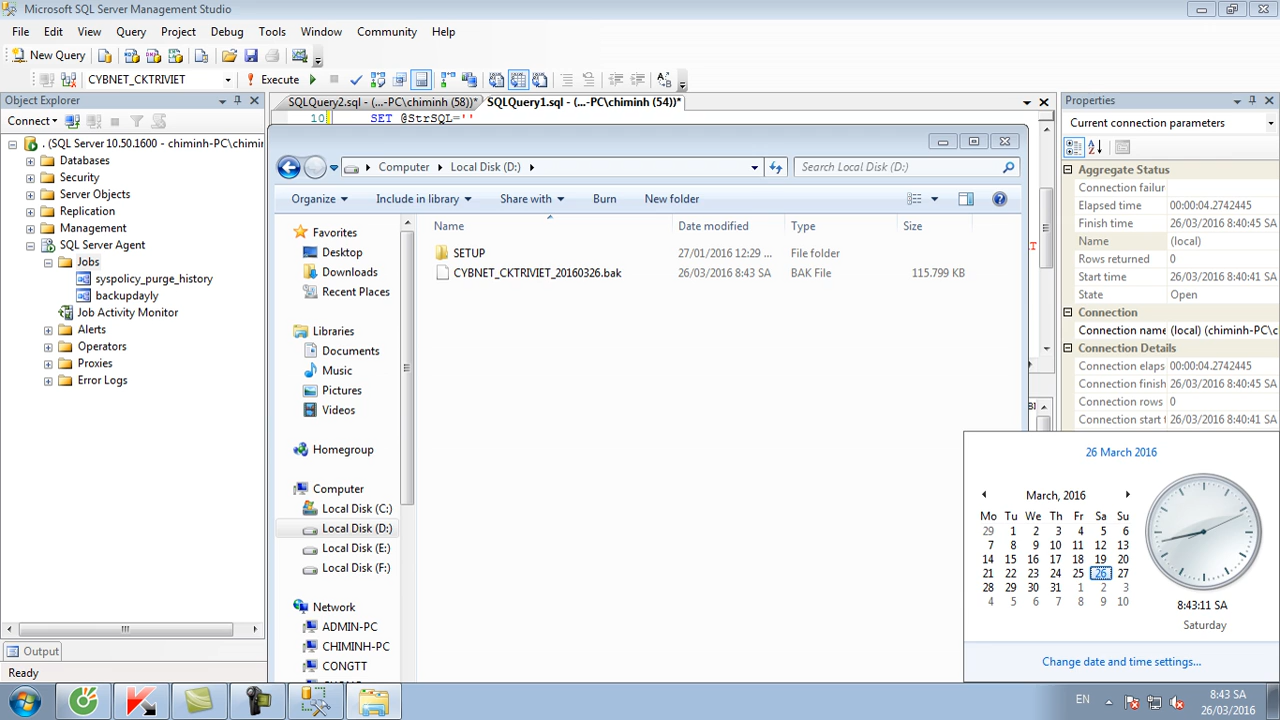 Microsoft SQL Server Management Studio
File Edit View Query Project Debug Tools Window Community Help
New Query
CYBNET_CKTRIVIET Execute
Object Explorer
Connect
. (SQL Server 10.50.1600 - chiminh-PC\chimi
Databases
Security
Server Objects
Replication
Management
SQL Server Agent
Jobs
syspolicy_purge_history
backupdayly
Job Activity Monitor
Alerts
Operators
Proxies
Error Logs
Output
Ready
SQLQuery2.sql - (...-PC\chiminh (58))* SQLQuery1.sql - (...-PC\chiminh (54))*
10 SET @StrSQL=''
Computer Local Disk (D:) Search Local Disk (D:)
Organize Include in library Share with Burn New folder
Name Date modified Type Size
SETUP 27/01/2016 12:29 ... File folder
CYBNET_CKTRIVIET_20160326.bak 26/03/2016 8:43 SA BAK File 115.799 KB
Favorites
Desktop
Downloads
Recent Places
Libraries
Documents
Music
Pictures
Videos
Homegroup
Computer
Local Disk (C:)
Local Disk (D:)
Local Disk (E:)
Local Disk (F:)
Network
ADMIN-PC
CHIMINH-PC
CONGTT
Properties
Current connection parameters
Aggregate Status
Connection failur
Elapsed time 00:00:04.2742445
Finish time 26/03/2016 8:40:45 SA
Name (local)
Rows returned 0
Start time 26/03/2016 8:40:41 SA
State Open
Connection
Connection name (local) (chiminh-PC\c
Connection Details
Connection elaps 00:00:04.2742445
Connection finish 26/03/2016 8:40:45 SA
Connection rows 0
Connection start t 26/03/2016 8:40:41 SA
26 March 2016
March, 2016
Mo Tu We Th Fr Sa Su
29 1 2 3 4 5 6
7 8 9 10 11 12 13
14 15 16 17 18 19 20
21 22 23 24 25 26 27
28 29 30 31 1 2 3
4 5 6 7 8 9 10
8:43:11 SA
Saturday
Change date and time settings...
EN
8:43 SA
26/03/2016